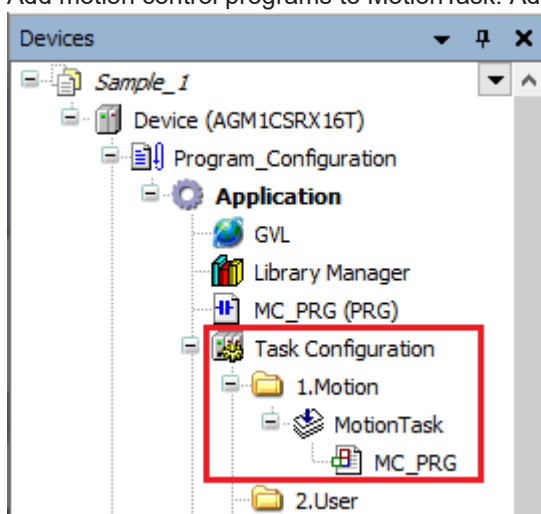 Add motion control programs to MotionTask. Ad
Devices
Sample_1
Device (AGM1CSRX16T)
Program_Configuration
Application
GVL
Library Manager
MC_PRG (PRG)
Task Configuration
1.Motion
MotionTask
MC_PRG
2.User